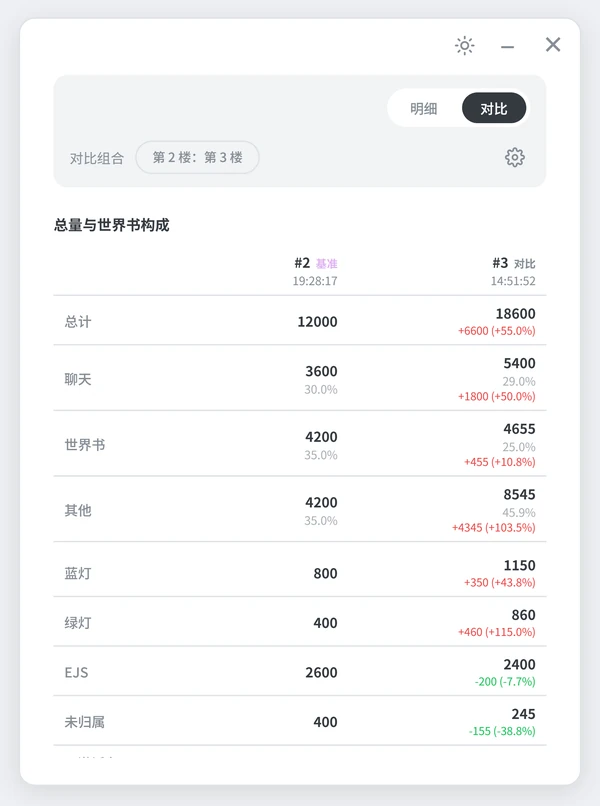 明细 对比
对比组合 第 2 楼：第 3 楼
总量与世界书构成
#2 基准 #3 对比
19:28:17 14:51:52
总计 12000 18600
+6600 (+55.0%)
聊天 3600 5400
30.0% 29.0%
+1800 (+50.0%)
世界书 4200 4655
35.0% 25.0%
+455 (+10.8%)
其他 4200 8545
35.0% 45.9%
+4345 (+103.5%)
蓝灯 800 1150
+350 (+43.8%)
绿灯 400 860
+460 (+115.0%)
EJS 2600 2400
-200 (-7.7%)
未归属 400 245
-155 (-38.8%)